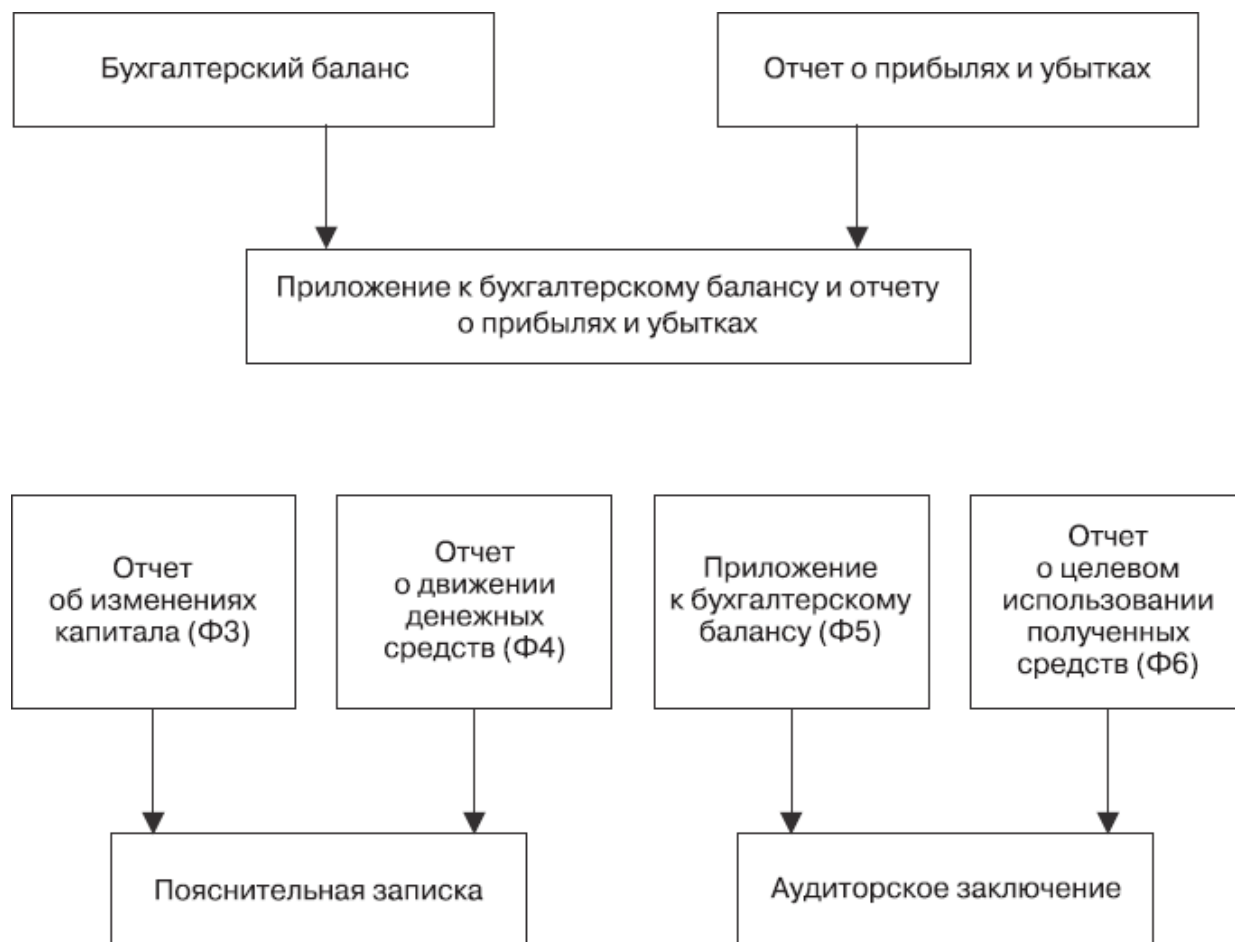 Бухгалтерский баланс
Отчет о прибылях и убытках
Приложение к бухгалтерскому балансу и отчету
о прибылях и убытках
Отчет
об изменениях
капитала (Ф3)
Отчет
о движении
денежных
средств (Ф4)
Приложение
к бухгалтерскому
балансу (Ф5)
Отчет
о целевом
использовании
полученных
средств (Ф6)
Пояснительная записка
Аудиторское заключение